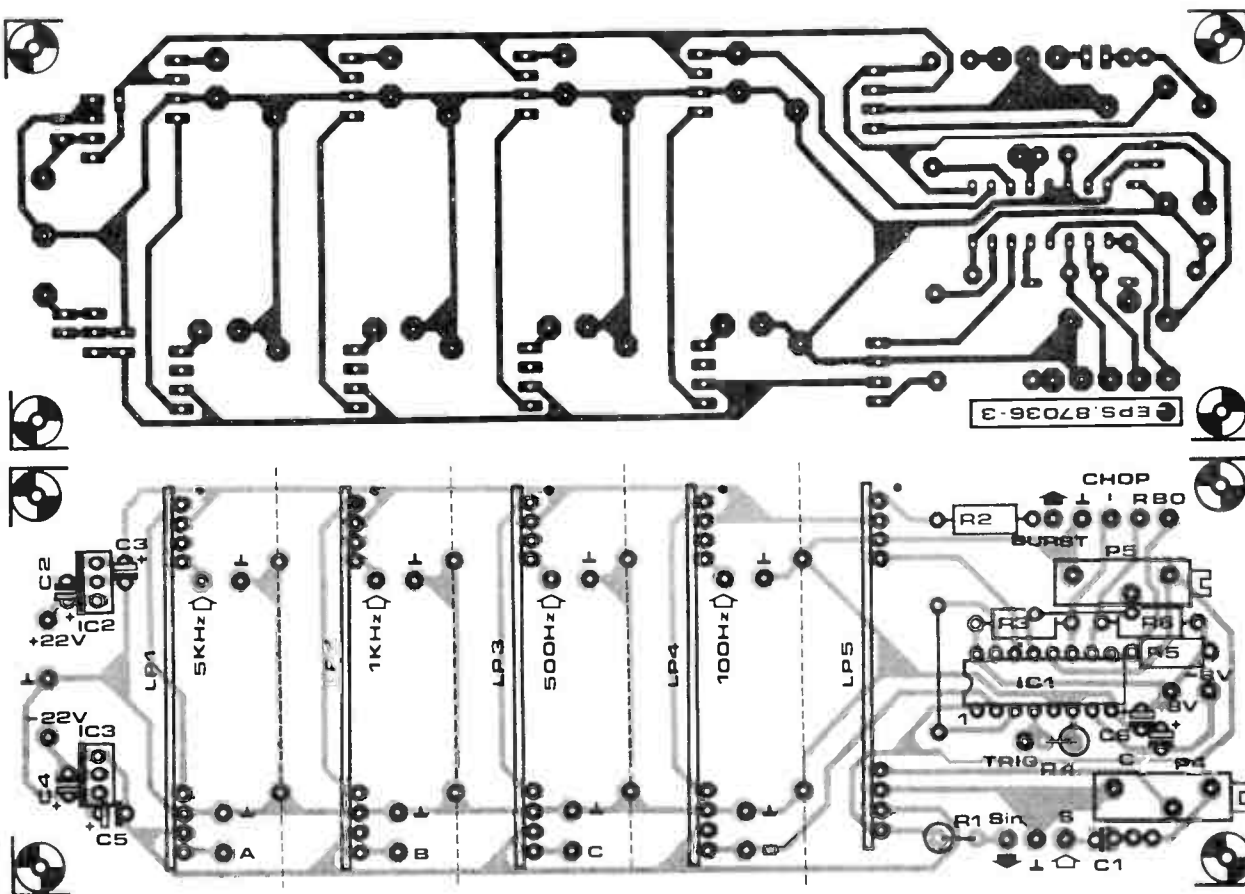 EPS.87036-3
CHOP
⊥ I RBO
R2
BURST
P5
C3
+
C2
+
IC2
+22V
5KHz
1KHz
500Hz
100Hz
⊥
⊥
⊥
⊥
R3
R6
R5
LP1
LP3
LP4
LP5
IC1
1
⊥
-22V
IC3
+
C6
TRIG
R4
C
P4
C4
+
+
C5
⊥
⊥
⊥
⊥
A
B
C
R1
Sin
S
⊥
C1